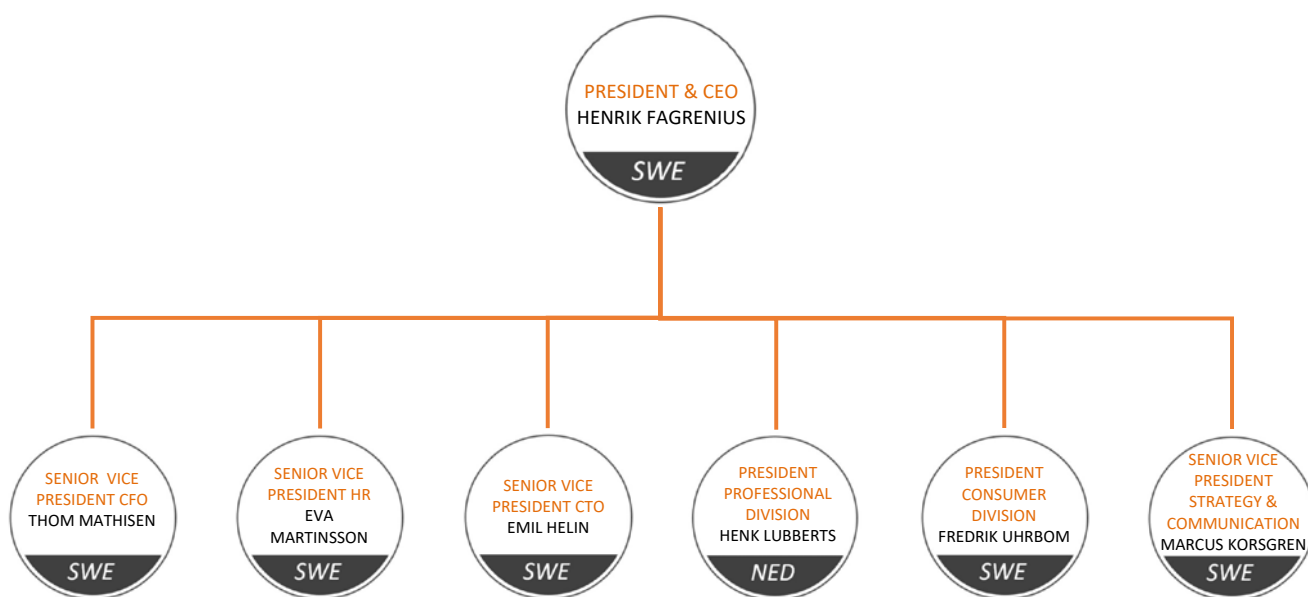 PRESIDENT & CEO
HENRIK FAGRENIUS
SWE
SENIOR VICE
PRESIDENT CFO
THOM MATHISEN
SWE
SENIOR VICE
PRESIDENT HR
EVA
MARTINSSON
SWE
SENIOR VICE
PRESIDENT CTO
EMIL HELIN
SWE
PRESIDENT
PROFESSIONAL
DIVISION
HENK LUBBERTS
NED
PRESIDENT
CONSUMER
DIVISION
FREDRIK UHRBOM
SWE
SENIOR VICE
PRESIDENT
STRATEGY &
COMMUNICATION
MARCUS KORSGREN
SWE